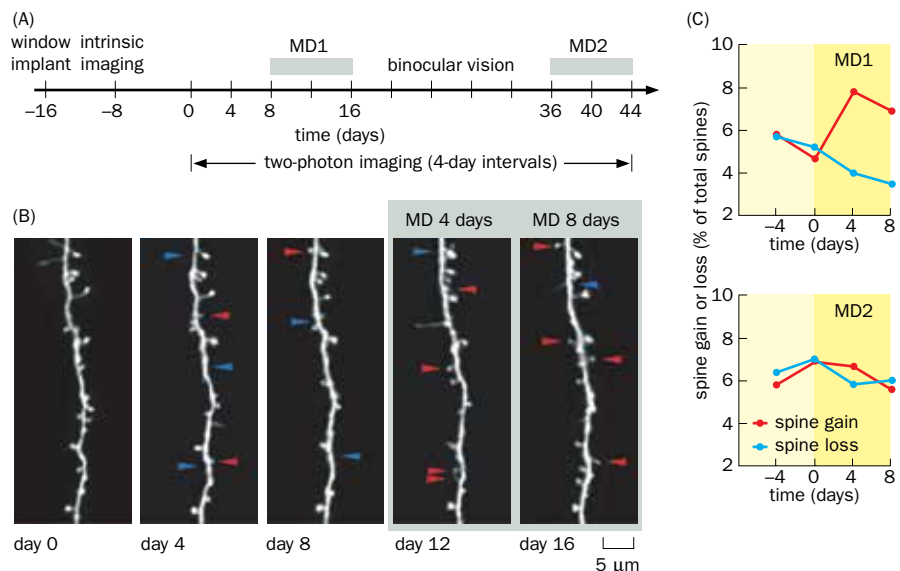 (A)
window intrinsic
implant imaging
MD1
binocular vision
MD2
−16 −8 0 4 8 16 36 40 44
time (days)
two-photon imaging (4-day intervals)
(B)
MD 4 days MD 8 days
day 0 day 4 day 8 day 12 day 16
5 µm
(C)
spine gain or loss (% of total spines)
10
8
6
4
2
MD1
−4 0 4 8
time (days)
10
8
6
4
2
MD2
spine gain
spine loss
−4 0 4 8
time (days)